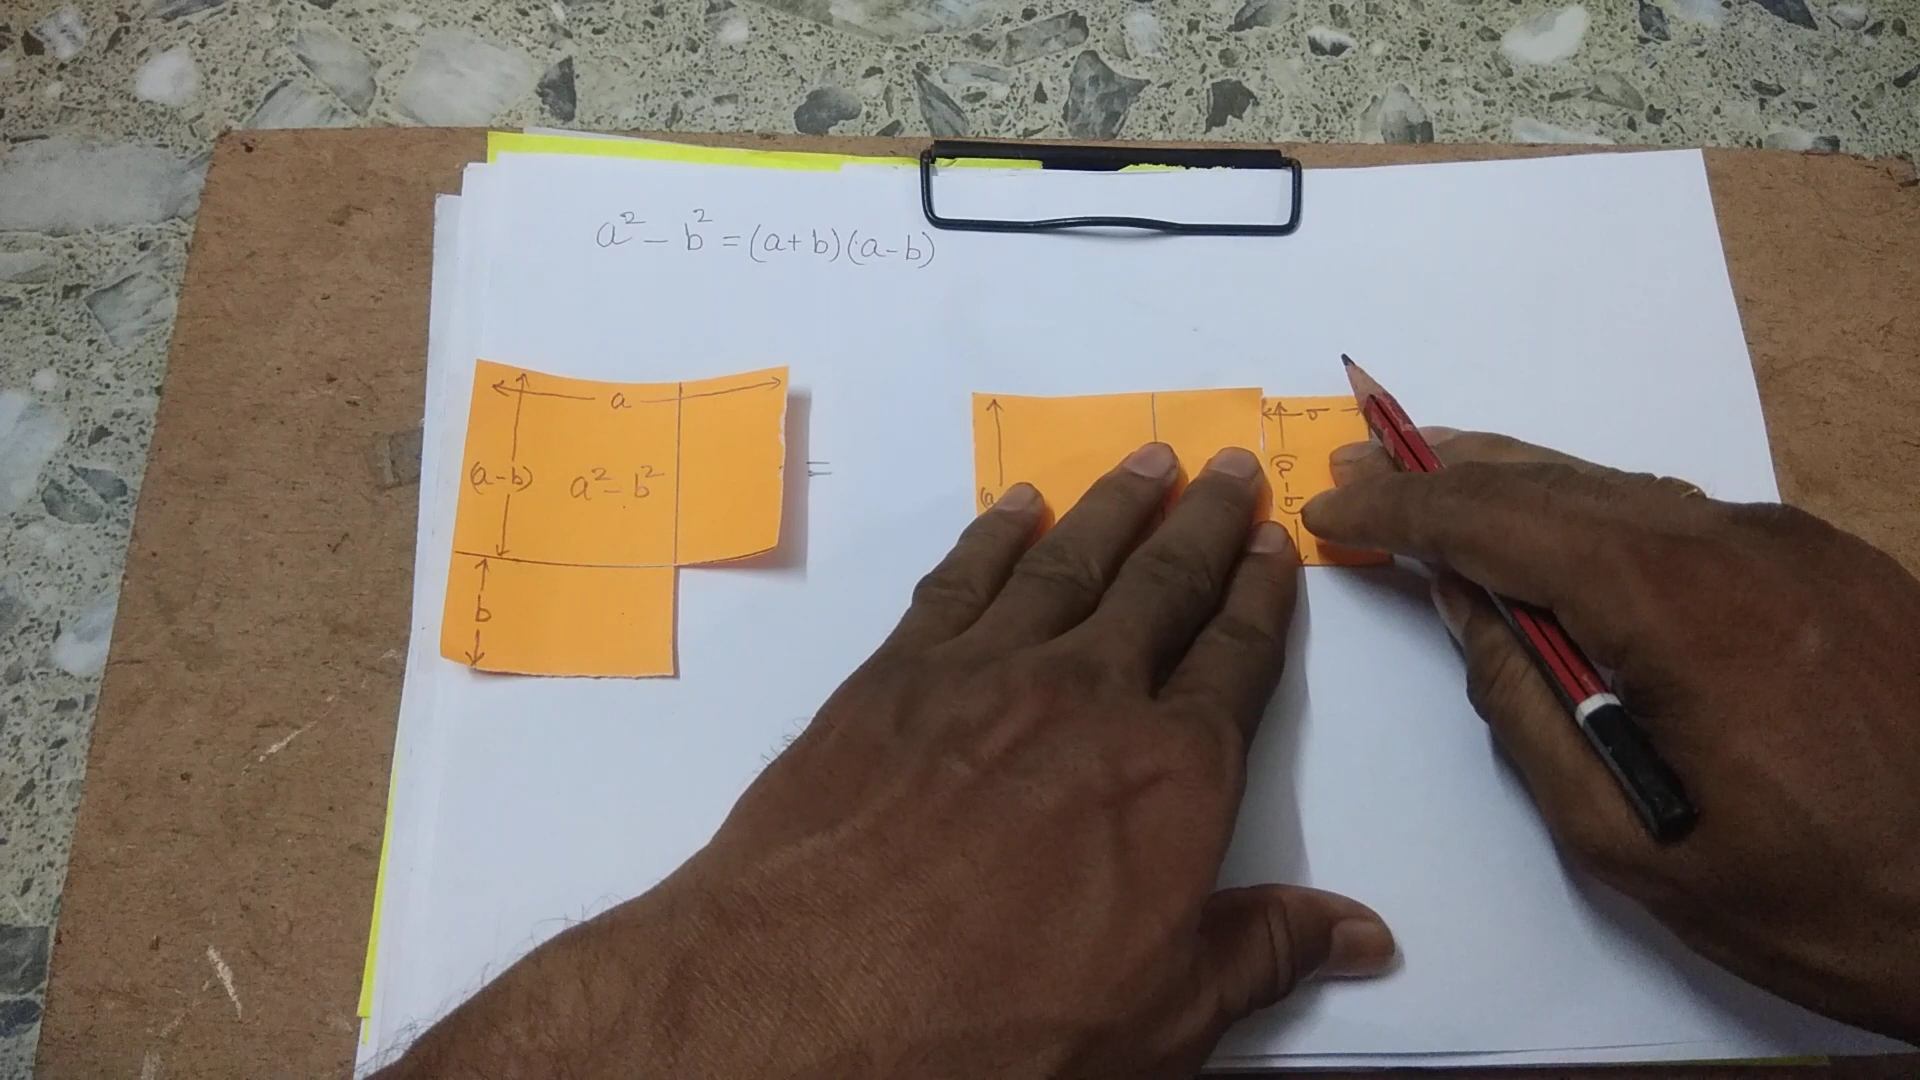 a² - b² = (a+b)(a-b)
a
(a-b)
a² - b²
b
=
(a-b)